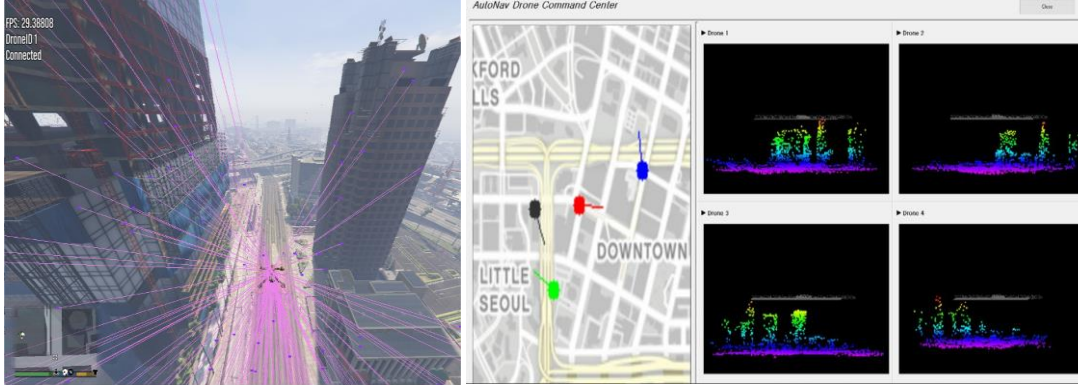 FPS: 29.38808
DroneID 1
Connected
AutoNav Drone Command Center
KFORD
LLS
DOWNTOWN
LITTLE
SEOUL
Drone 1
Drone 2
Drone 3
Drone 4